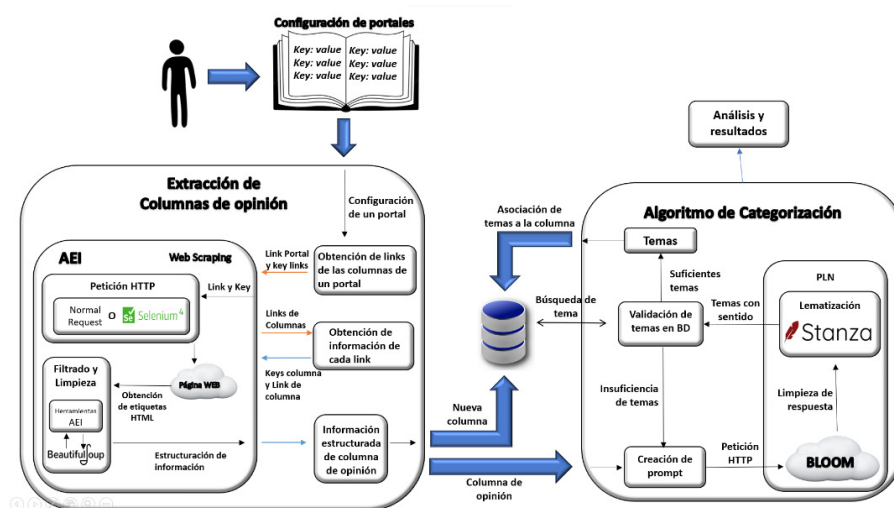 Configuración de portales
Key: value Key: value
Key: value Key: value
Key: value Key: value
Extracción de
Columnas de opinión
Configuración
de un portal
AEI
Web Scraping
Link Portal
y key links
Obtención de links
de las columnas de
un portal
Petición HTTP
Normal
Request
O
Se Selenium 4
Link y Key
Links de
Columnas
Obtención de
información de
cada link
Keys columna
y Link de
columna
Página WEB
Filtrado y
Limpieza
Obtención
de etiquetas
HTML
Herramientas
AEI
Beautiful Soup
Estructuración de
información
Información
estructurada
de columna
de opinión
Nueva
columna
Columna de
opinión
Asociación de
temas a la columna
Búsqueda de
tema
Análisis y
resultados
Algoritmo de Categorización
Temas
Suficientes
temas
Validación de
temas en BD
Temas con
sentido
PLN
Lematización
Stanza
Insuficiencia
de temas
Limpieza de
respuesta
Creación de
prompt
Petición
HTTP
BLOOM